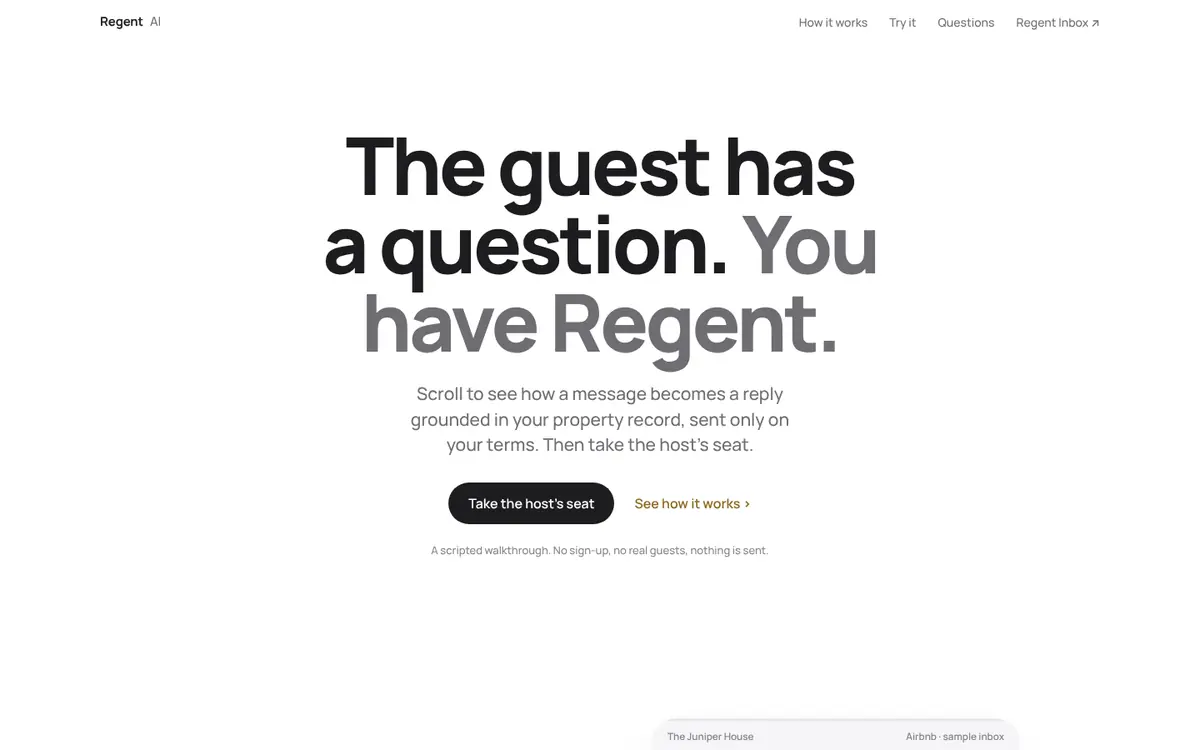 Regent AI
How it works
Try it
Questions
Regent Inbox ↗
The guest has
a question. You
have Regent.
Scroll to see how a message becomes a reply
grounded in your property record, sent only on
your terms. Then take the host's seat.
Take the host's seat
See how it works ›
A scripted walkthrough. No sign-up, no real guests, nothing is sent.
The Juniper House
Airbnb · sample inbox